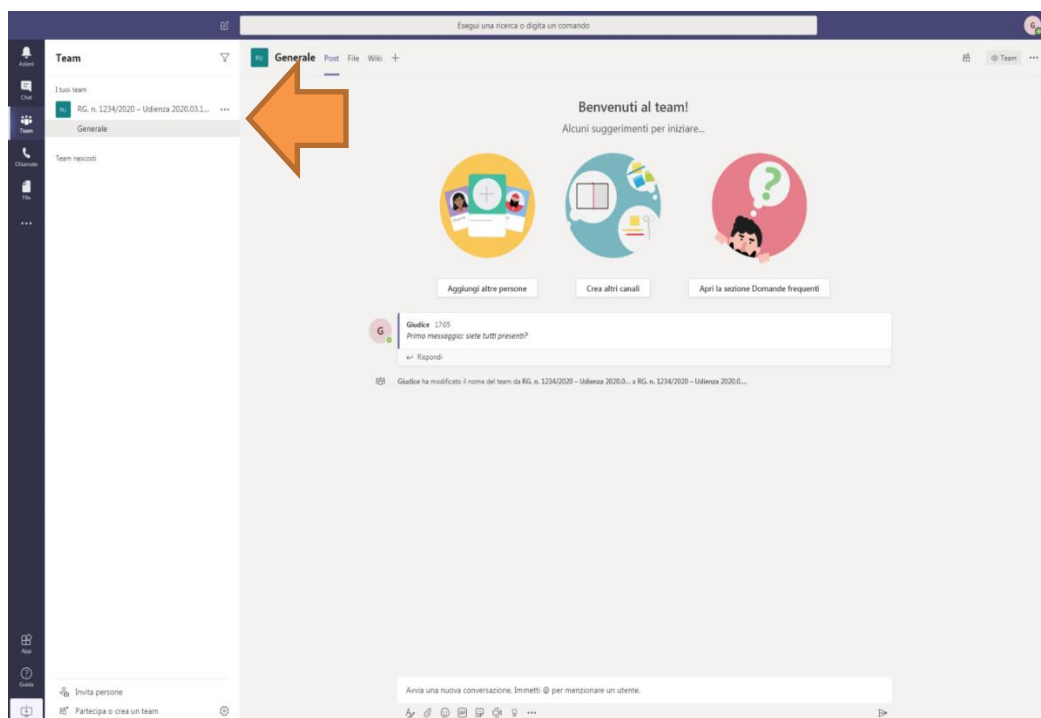 Esegui una ricerca o digita un comando
G
Azioni
Chat
Team
Chiamate
File
App
Guida
Team
I tuoi team
RU RG. n. 1234/2020 – Udienza 2020.03.1... ...
Generale
Team nascosti
Invita persone
Partecipa o crea un team
RU Generale Post File Wiki +
Team ...
Benvenuti al team!
Alcuni suggerimenti per iniziare...
Aggiungi altre persone
Crea altri canali
Apri la sezione Domande frequenti
G
Giudice 17:05
Primo messaggio: siete tutti presenti?
Rispondi
Giudice ha modificato il nome del team da RG. n. 1234/2020 – Udienza 2020.0... a RG. n. 1234/2020 – Udienza 2020.0....
Avvia una nuova conversazione. Immetti @ per menzionare un utente.